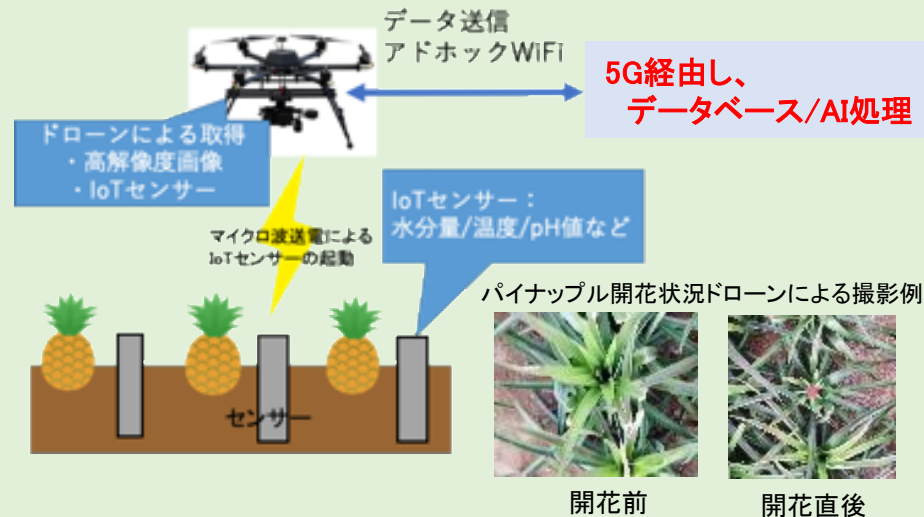 データ送信
アドホックWiFi
5G経由し、
データベース/AI処理
ドローンによる取得
・高解像度画像
・IoTセンサー
IoTセンサー：
水分量/温度/pH値など
マイクロ波送電による
IoTセンサーの起動
パイナップル開花状況ドローンによる撮影例
センサー
開花前
開花直後